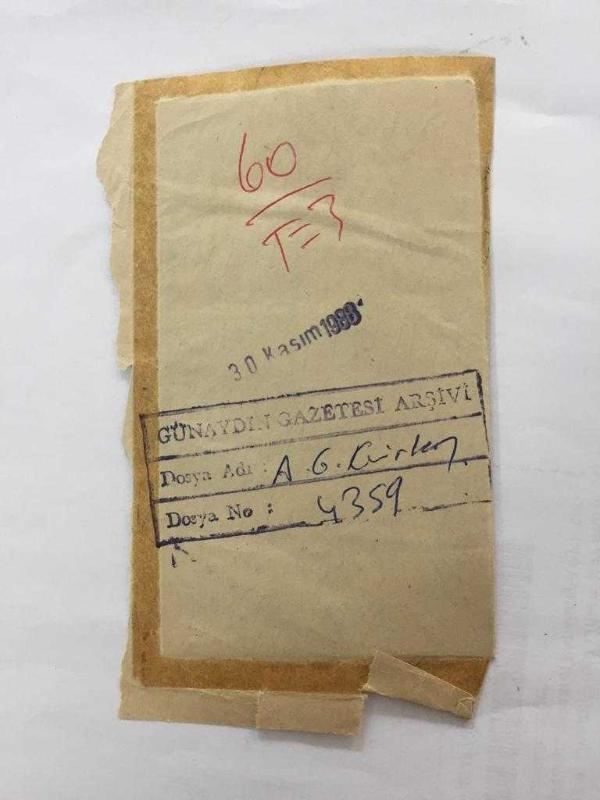 60
T=3
30 Kasım 1988
GÜNAYDIN GAZETESİ ARŞİVİ
Dosya Adı : A G.
Dosya No : 4359